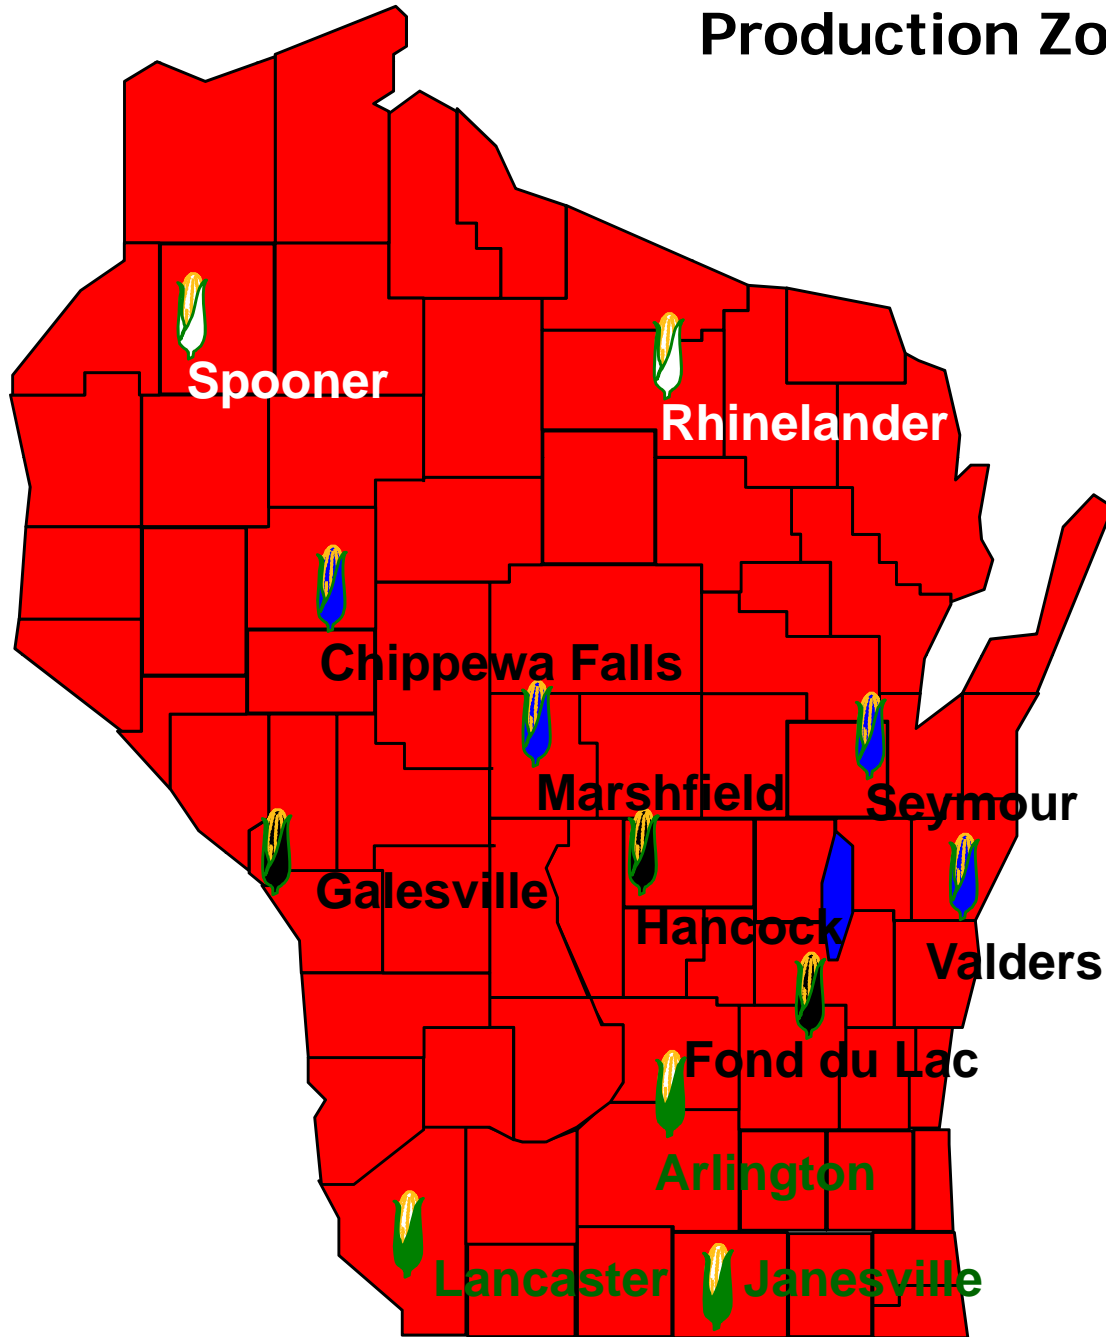 Production Zo
Spooner
Rhinelander
Chippewa Falls
Marshfield
Seymour
Galesville
Hancock
Valders
Fond du Lac
Arlington
Lancaster
Janesville